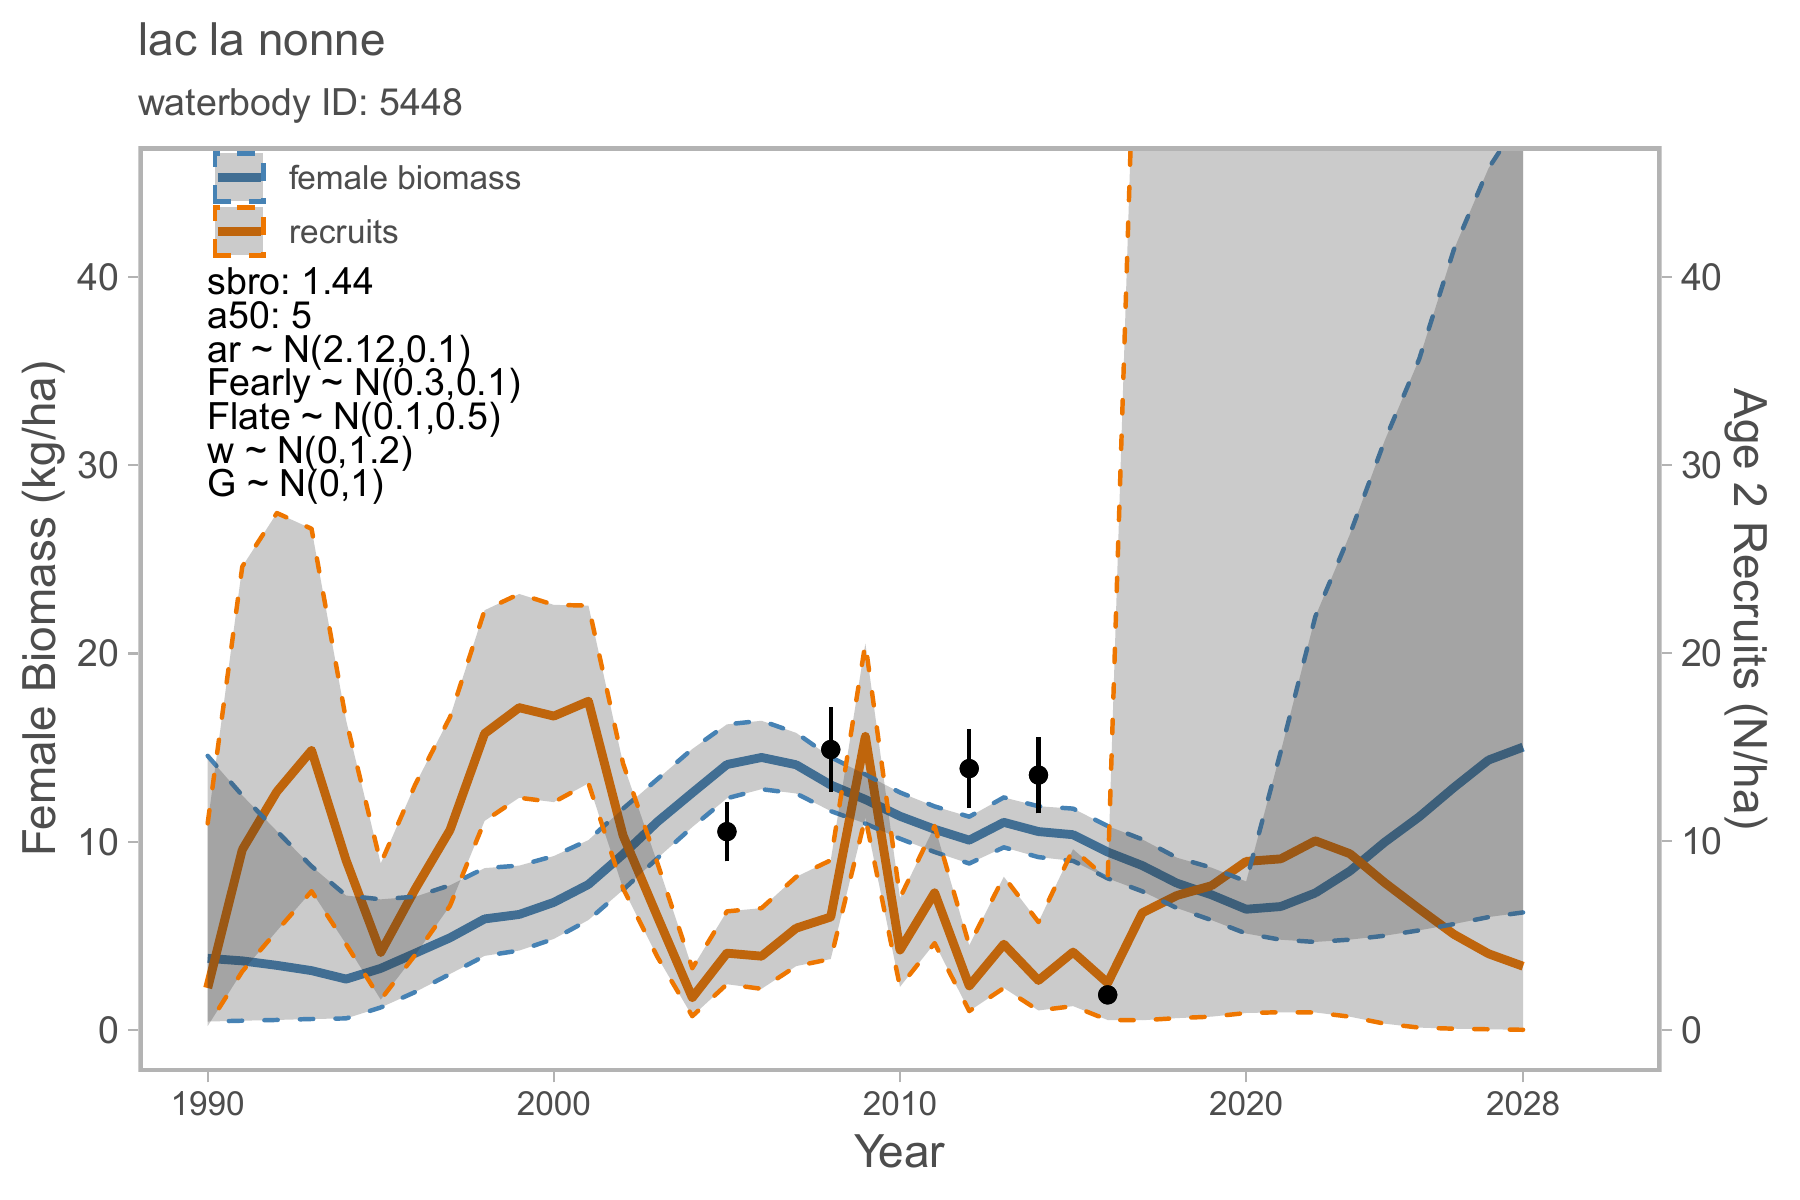 lac la nonne
waterbody ID: 5448
female biomass
recruits
sbro: 1.44
a50: 5
ar ~ N(2.12,0.1)
Fearly ~ N(0.3,0.1)
Flate ~ N(0.1,0.5)
w ~ N(0,1.2)
G ~ N(0,1)
Female Biomass (kg/ha)
40
30
20
10
0
40
30
20
10
0
Age 2 Recruits (N/ha)
1990
2000
2010
2020
2028
Year